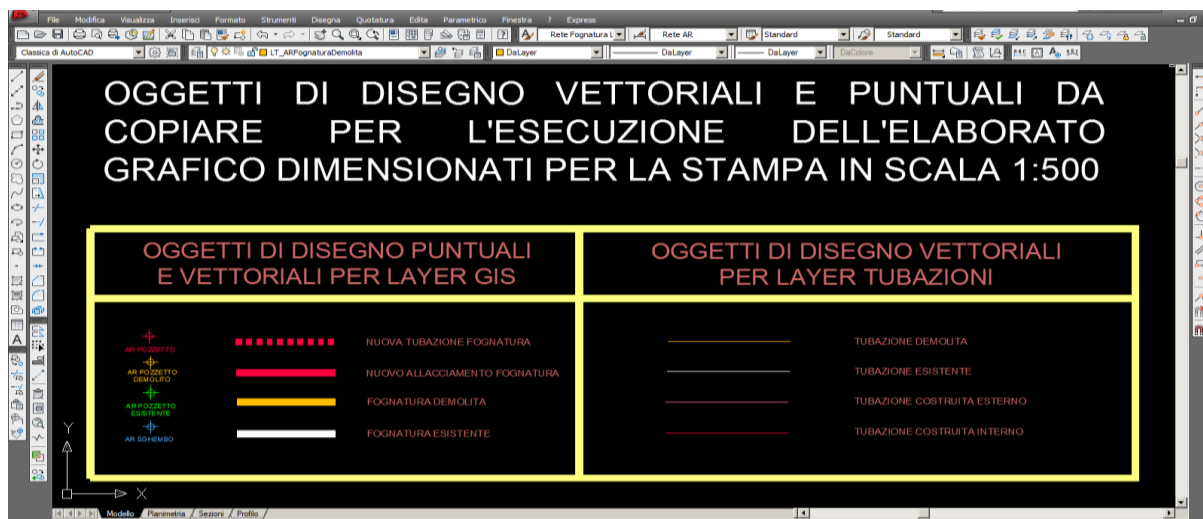 File Modifica Visualizza Inserisci Formato Strumenti Disegna Quotatura Edita Parametrico Finestra ? Express
Rete Fognatura L Rete AR Standard Standard
Classica di AutoCAD LT_ARFognaturaDemolita DaLayer DaLayer DaLayer DaColore
OGGETTI DI DISEGNO VETTORIALI E PUNTUALI DA
COPIARE PER L'ESECUZIONE DELL'ELABORATO
GRAFICO DIMENSIONATI PER LA STAMPA IN SCALA 1:500
OGGETTI DI DISEGNO PUNTUALI
E VETTORIALI PER LAYER GIS
OGGETTI DI DISEGNO VETTORIALI
PER LAYER TUBAZIONI
AR POZZETTO
NUOVA TUBAZIONE FOGNATURA
AR POZZETTO
DEMOLITO
NUOVO ALLACCIAMENTO FOGNATURA
AR POZZETTO
ESISTENTE
FOGNATURA DEMOLITA
AR SGHEMBO
FOGNATURA ESISTENTE
TUBAZIONE DEMOLITA
TUBAZIONE ESISTENTE
TUBAZIONE COSTRUITA ESTERNO
TUBAZIONE COSTRUITA INTERNO
Y
X
Modello Planimetria Sezioni Profilo